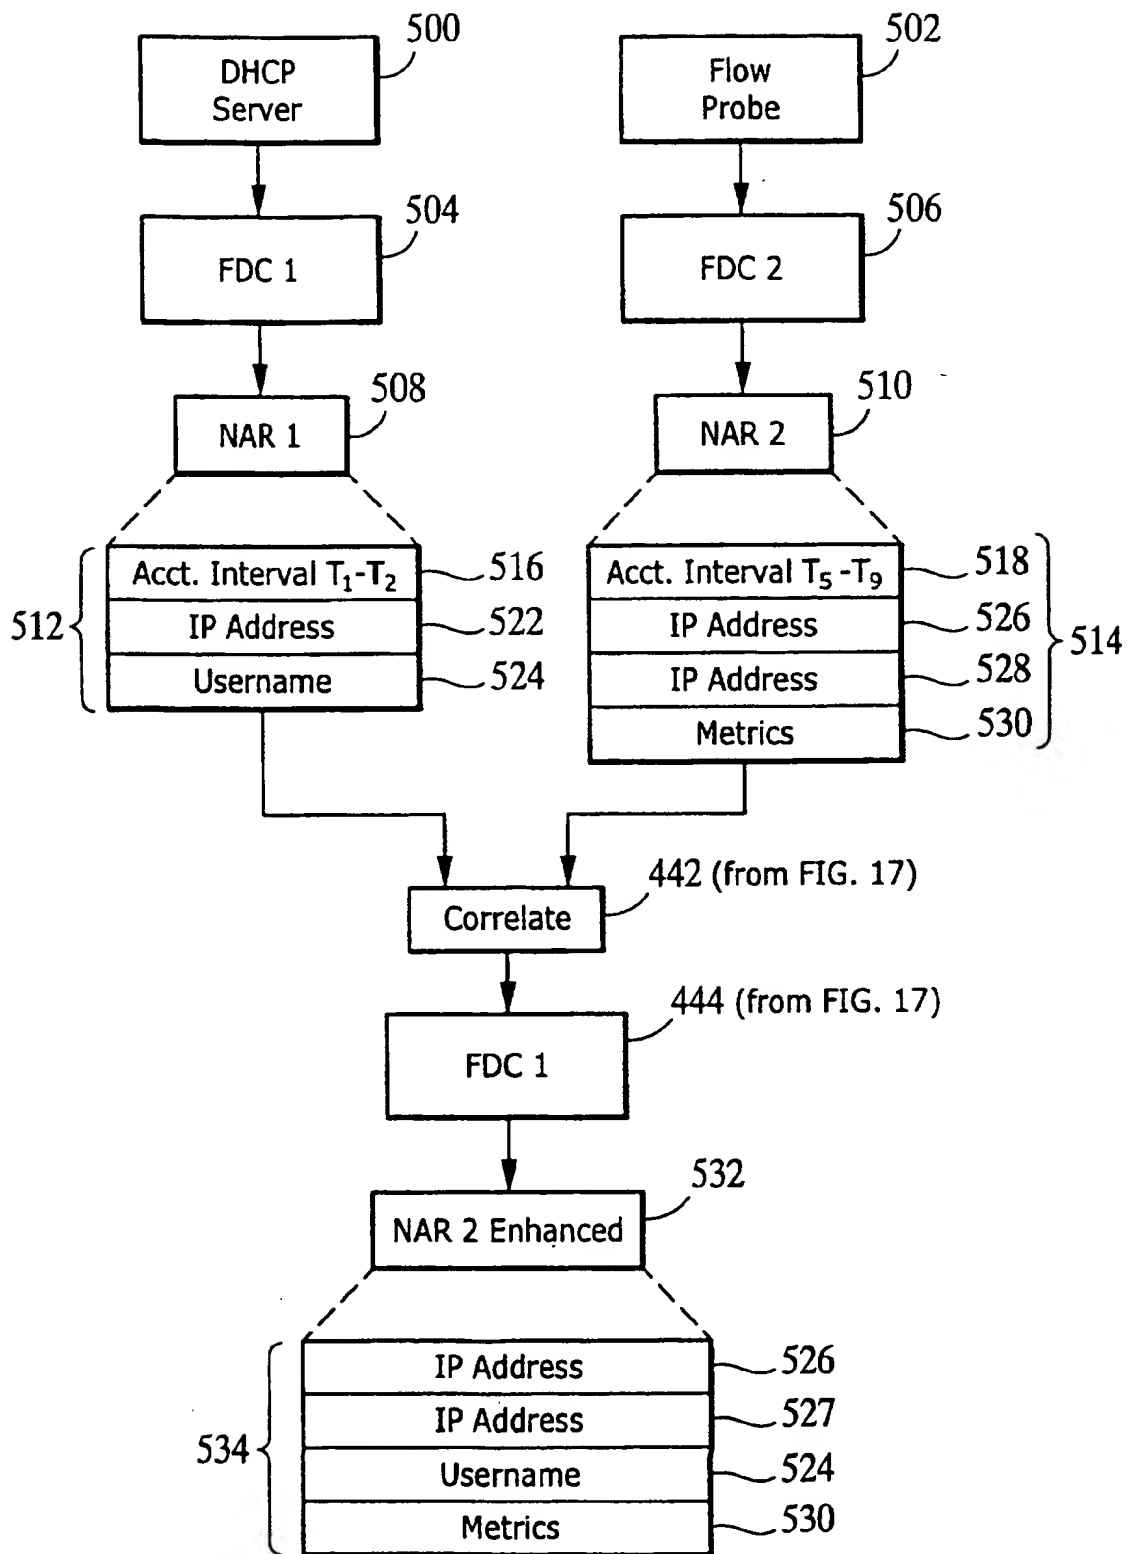 500
DHCP
Server
502
Flow
Probe
504
FDC 1
506
FDC 2
508
NAR 1
510
NAR 2
512
Acct. Interval T₁-T₂
516
IP Address
522
Username
524
Acct. Interval T₅-T₉
518
IP Address
526
IP Address
528
Metrics
530
514
442 (from FIG. 17)
Correlate
444 (from FIG. 17)
FDC 1
532
NAR 2 Enhanced
534
IP Address
526
IP Address
527
Username
524
Metrics
530